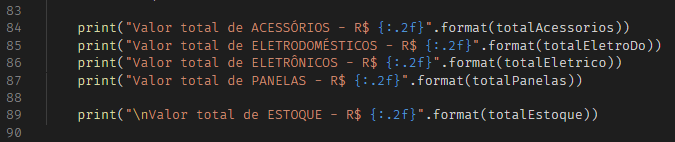 83
84 print("Valor total de ACESSÓRIOS - R$ {:.2f}".format(totalAcessorios))
85 print("Valor total de ELETRODOMÉSTICOS - R$ {:.2f}".format(totalEletroDo))
86 print("Valor total de ELETRÔNICOS - R$ {:.2f}".format(totalEletrico))
87 print("Valor total de PANELAS - R$ {:.2f}".format(totalPanelas))
88
89 print("\nValor total de ESTOQUE - R$ {:.2f}".format(totalEstoque))
90